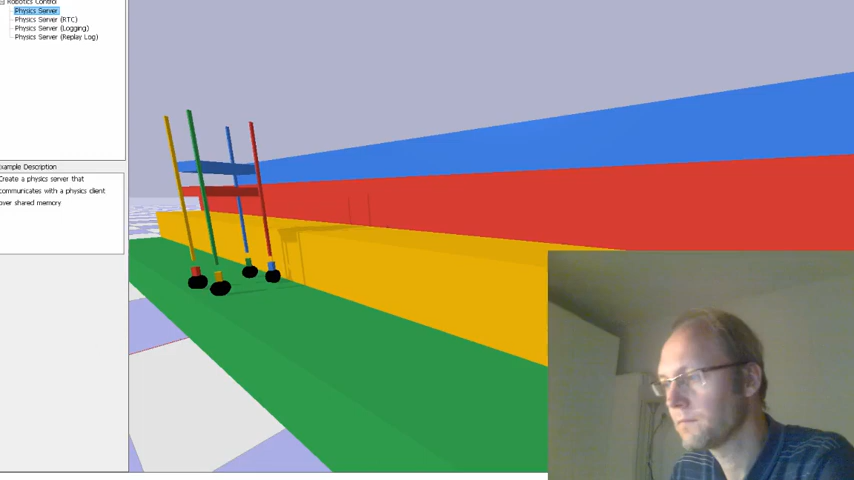 Robotics Control
Physics Server
Physics Server (RTC)
Physics Server (Logging)
Physics Server (Replay Log)
Example Description
Create a physics server that
communicates with a physics client
over shared memory